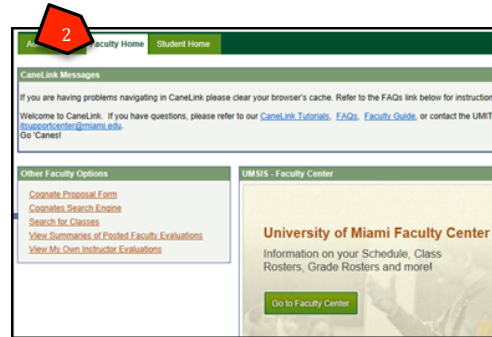 2
Faculty Home
Student Home
CaneLink Messages
If you are having problems navigating in CaneLink please clear your browser's cache. Refer to the FAQs link below for instruction
Welcome to CaneLink. If you have questions, please refer to our CaneLink Tutorials, FAQs, Faculty Guide, or contact the UMIT
itsupportcenter@miami.edu.
Go 'Canes!
Other Faculty Options
Cognate Proposal Form
Cognates Search Engine
Search for Classes
View Summaries of Posted Faculty Evaluations
View My Own Instructor Evaluations
UMSIS - Faculty Center
University of Miami Faculty Center
Information on your Schedule, Class
Rosters, Grade Rosters and more!
Go to Faculty Center